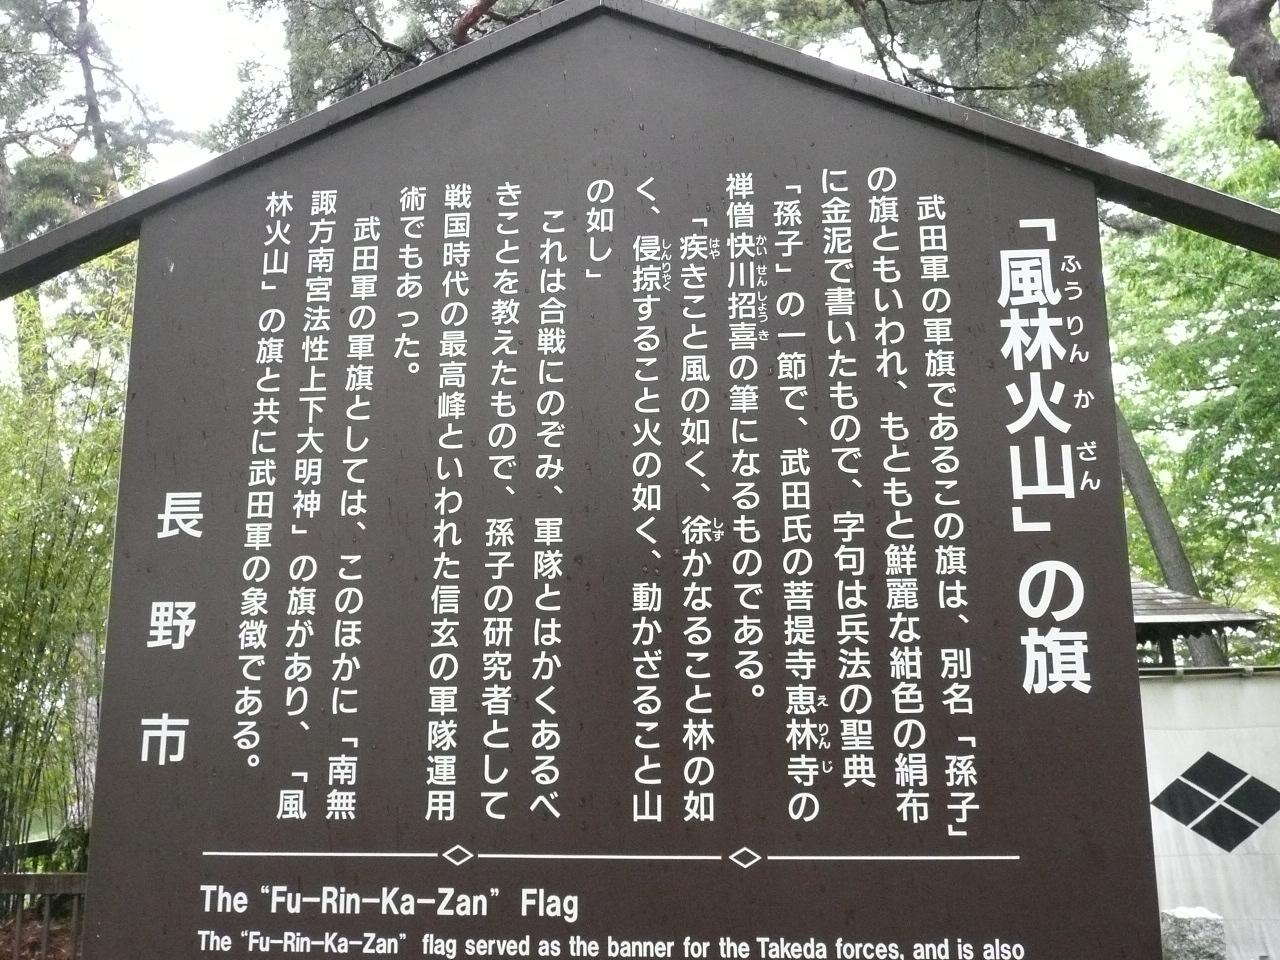 「風林火山」の旗
武田軍の軍旗であるこの旗は、別名「孫子」
の旗ともいわれ、もともと鮮麗な紺色の絹布
に金泥で書いたもので、字句は兵法の聖典
「孫子」の一節で、武田氏の菩提寺恵林寺の
禅僧快川招喜の筆になるものである。
「疾きこと風の如く、徐かなること林の如
く、侵掠すること火の如く、動かざること山
の如し」
これは合戦にのぞみ、軍隊とはかくあるべ
きことを教えたもので、孫子の研究者として
戦国時代の最高峰といわれた信玄の軍隊運用
術でもあった。
武田軍の軍旗としては、このほかに「南無
諏方南宮法性上下大明神」の旗があり、「風
林火山」の旗と共に武田軍の象徴である。
長野市
The “Fu-Rin-Ka-Zan” Flag
The “Fu-Rin-Ka-Zan” flag served as the banner for the Takeda forces, and is also